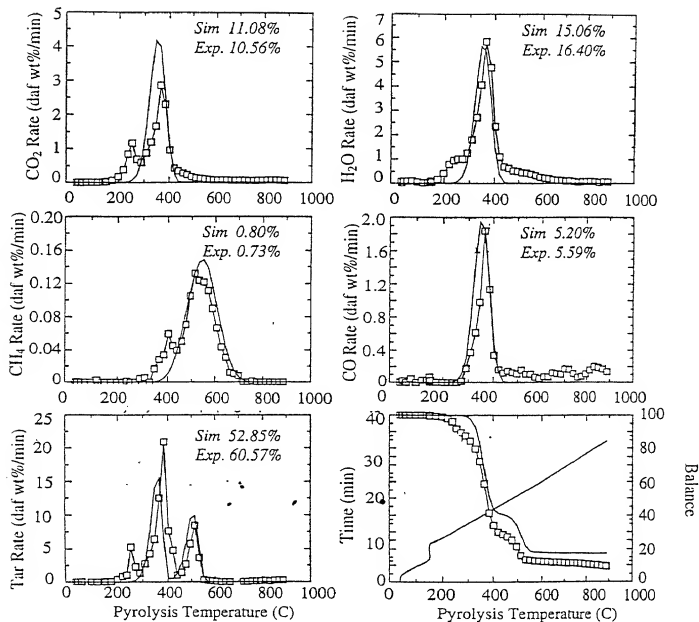 Sim 11.08%
Exp. 10.56%
CO2 Rate (daf wt%/min)
5
4
3
2
1
0
0 200 400 600 800 1000
Sim 15.06%
Exp. 16.40%
H2O Rate (daf wt%/min)
7
6
5
4
3
2
1
0
0 200 400 600 800 1000
Sim 0.80%
Exp. 0.73%
CH4 Rate (daf wt%/min)
0.20
0.16
0.12
0.08
0.04
0
0 200 400 600 800 1000
Sim 5.20%
Exp. 5.59%
CO Rate (daf wt%/min)
2.0
1.6
1.2
0.8
0.4
0
0 200 400 600 800 1000
Sim 52.85%
Exp. 60.57%
Tar Rate (daf wt%/min)
25
20
15
10
5
0
0 200 400 600 800 1000
Pyrolysis Temperature (C)
Time (min)
40
30
20
10
0
100
80
60
40
20
0
Balance
0 200 400 600 800 1000
Pyrolysis Temperature (C)